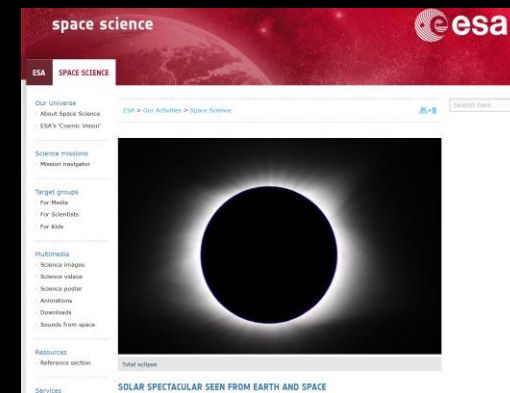 space science
esa
ESA SPACE SCIENCE
Our Universe
About Space Science
ESA's 'Cosmic Vision'
Science missions
Mission navigator
Target groups
For Media
For Scientists
For Kids
Multimedia
Science images
Science videos
Science poster
Animations
Downloads
Sounds from space
Resources
Reference section
Services
ESA > Our Activities > Space Science
Search here
Total eclipse
SOLAR SPECTACULAR SEEN FROM EARTH AND SPACE